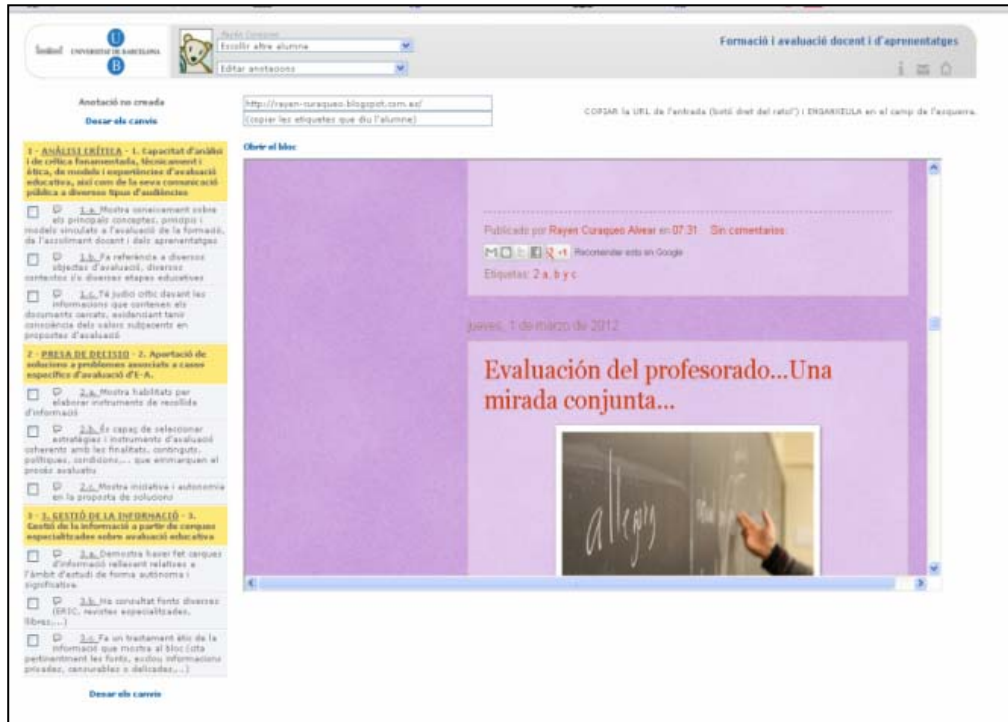 UNIVERSITAT DE BARCELONA
U
B
Rayen Curaqueo
Escollir altre alumne
Editar anotacions
Formació i avaluació docent i d'aprenentatges
Anotació no creada
Desar els canvis
http://rayen-curaqueo.blogspot.com.es/
(copiar les etiquetes que diu l'alumne)
COPIAR la URL de l'entrada (botó dret del ratolí) i ENGANXEULA en el camp de l'esquerra.
Obrir el bloc
1 - ANÀLISI CRÍTICA - 1. Capacitat d'anàlisi
i de crítica fonamentada, tècnicament i
ètica, de models i experiències d'avaluació
educativa, així com de la seva comunicació
pública a diversos tipus d'audiències
1.a. Mostra coneixement sobre
els principals conceptes, principis i
models vinculats a l'avaluació de la formació,
de l'assoliment docent i dels aprenentatges
1.b. Fa referència a diversos
objectes d'avaluació, diversos
contextos i/o diverses etapes educatives
1.c. Té judici crític davant les
informacions que contenen els
documents cercats, evidenciant tenir
consciència dels valors subjacents en
propostes d'avaluació
2 - PRESA DE DECISIÓ - 2. Aportació de
solucions a problemes associats a casos
específics d'avaluació d'E-A.
2.a. Mostra habilitats per
elaborar instruments de recollida
d'informació
2.b. És capaç de seleccionar
estratègies i instruments d'avaluació
coherents amb les finalitats, continguts,
polítiques, condicions,... que emmarquen el
procés avaluatiu
2.c. Mostra iniciativa i autonomia
en la proposta de solucions
3 - 3. GESTIÓ DE LA INFORMACIÓ - 3.
Gestió de la informació a partir de cerques
especialitzades sobre avaluació educativa
3.a. Demostra haver fet cerques
d'informació rellevant relatives a
l'àmbit d'estudi de forma autònoma i
significativa.
3.b. Ha consultat fonts diverses
(ERIC, revistes especialitzades,
llibres,...)
3.c. Fa un tractament ètic de la
informació que mostra al bloc (cita
pertinentment les fonts, exclou informacions
privades, censurables o delicades,...)
Desar els canvis
Publicado por Rayen Curaqueo Alvear en 07:31 Sin comentarios:
+1 Recomendar esto en Google
Etiquetas: 2 a, b y c
jueves, 1 de marzo de 2012
Evaluación del profesorado...Una
mirada conjunta...